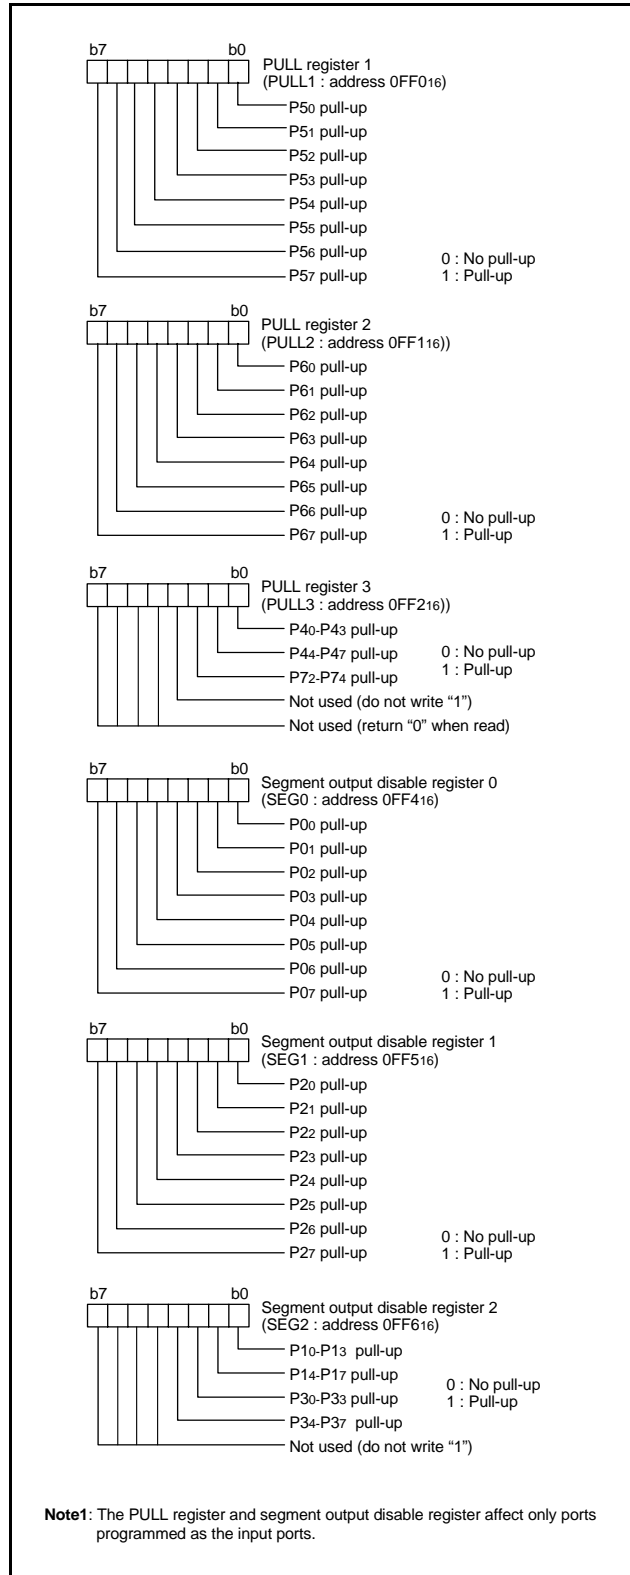 b7 b0
PULL register 1
(PULL1 : address 0FF016)
P50 pull-up
P51 pull-up
P52 pull-up
P53 pull-up
P54 pull-up
P55 pull-up
P56 pull-up
P57 pull-up
0 : No pull-up
1 : Pull-up
b7 b0
PULL register 2
(PULL2 : address 0FF116))
P60 pull-up
P61 pull-up
P62 pull-up
P63 pull-up
P64 pull-up
P65 pull-up
P66 pull-up
P67 pull-up
0 : No pull-up
1 : Pull-up
b7 b0
PULL register 3
(PULL3 : address 0FF216))
P40-P43 pull-up
P44-P47 pull-up
P72-P74 pull-up
0 : No pull-up
1 : Pull-up
Not used (do not write “1”)
Not used (return “0” when read)
b7 b0
Segment output disable register 0
(SEG0 : address 0FF416)
P00 pull-up
P01 pull-up
P02 pull-up
P03 pull-up
P04 pull-up
P05 pull-up
P06 pull-up
P07 pull-up
0 : No pull-up
1 : Pull-up
b7 b0
Segment output disable register 1
(SEG1 : address 0FF516)
P20 pull-up
P21 pull-up
P22 pull-up
P23 pull-up
P24 pull-up
P25 pull-up
P26 pull-up
P27 pull-up
0 : No pull-up
1 : Pull-up
b7 b0
Segment output disable register 2
(SEG2 : address 0FF616)
P10-P13 pull-up
P14-P17 pull-up
P30-P33 pull-up
P34-P37 pull-up
0 : No pull-up
1 : Pull-up
Not used (do not write “1”)
Note1: The PULL register and segment output disable register affect only ports
programmed as the input ports.